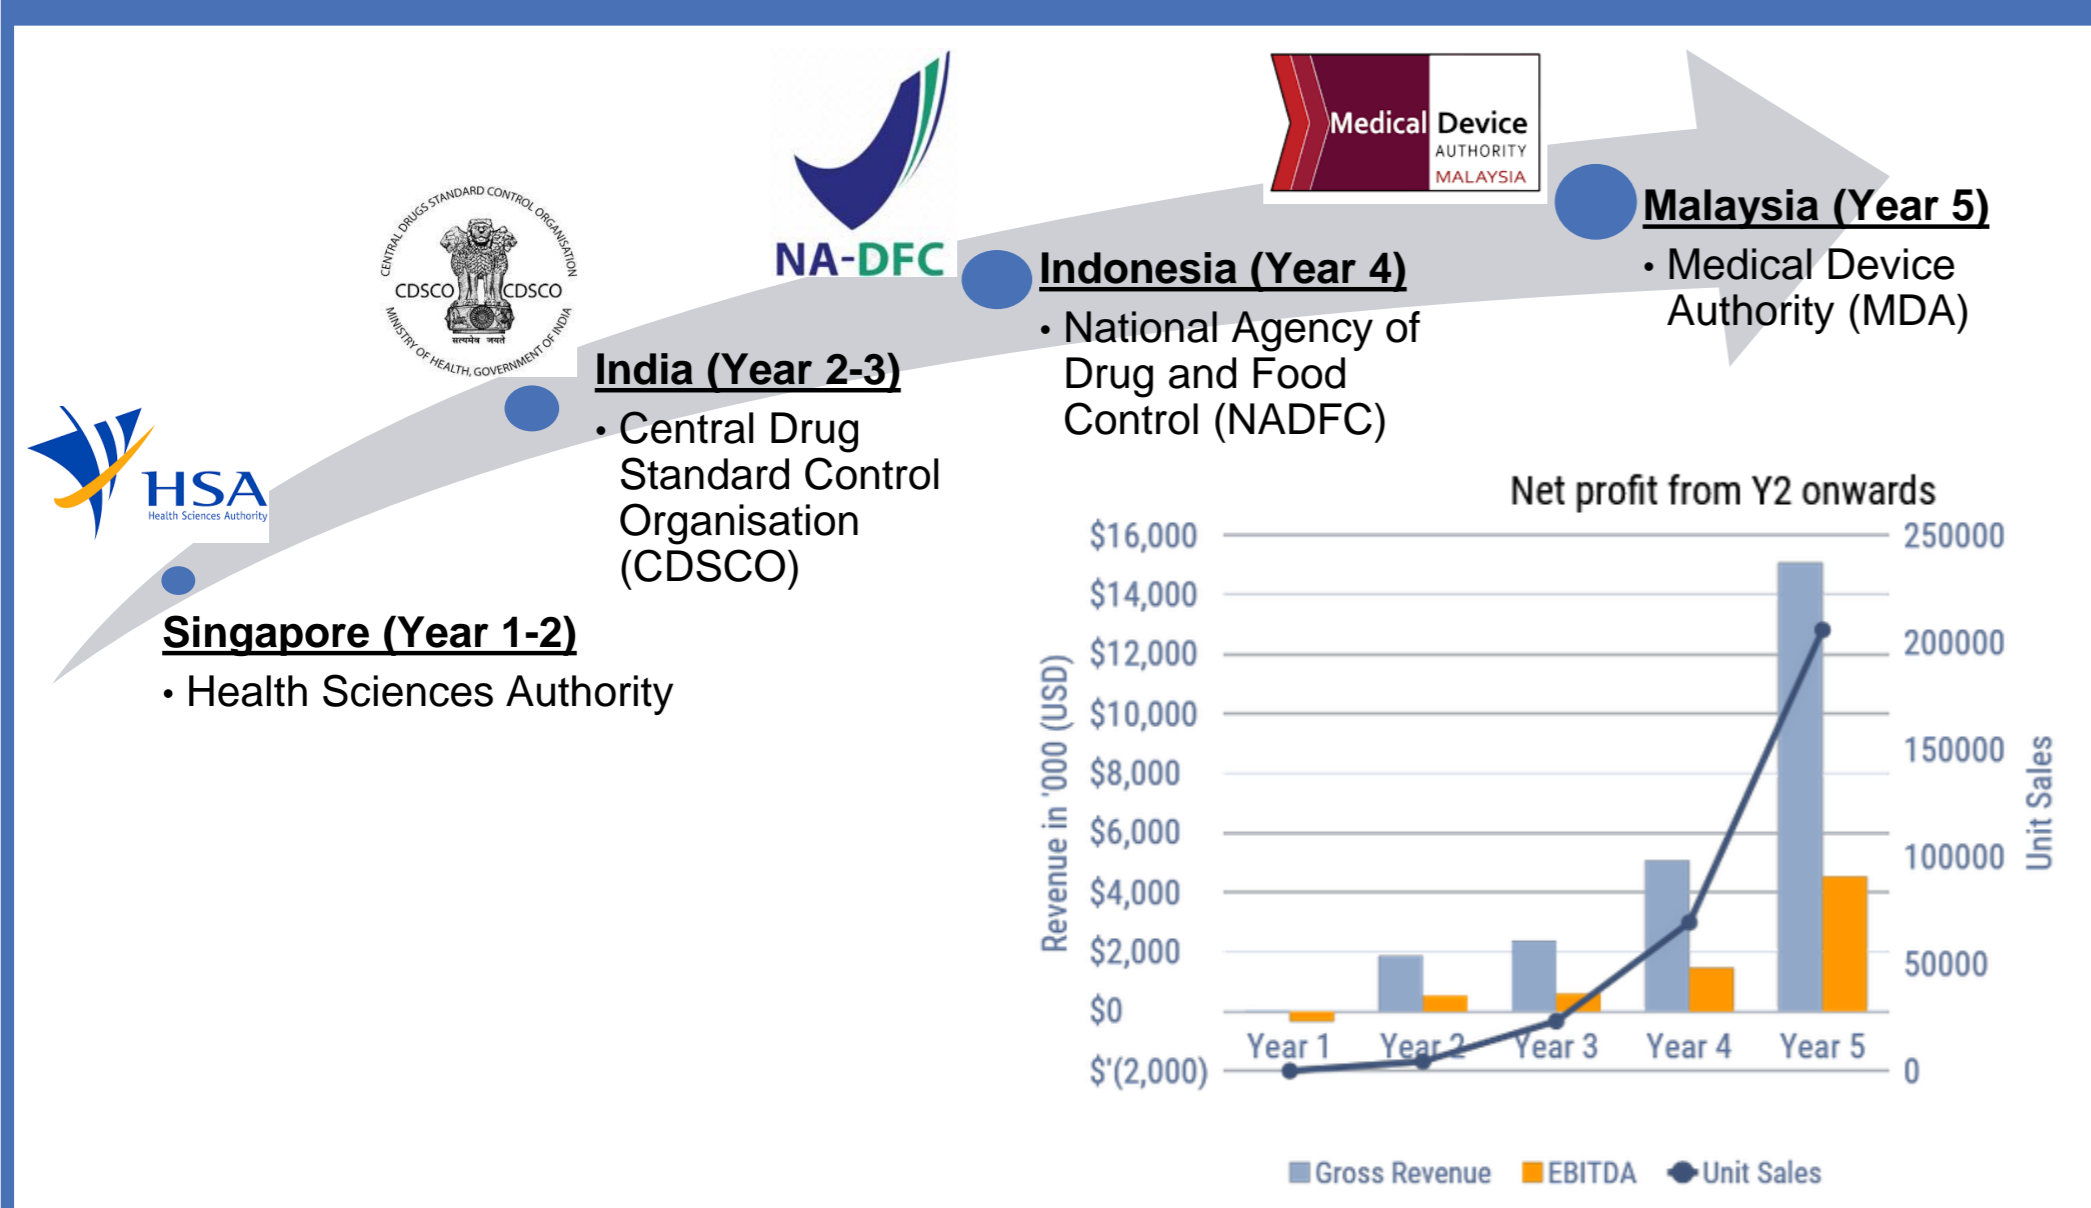 HSA
Health Sciences Authority
Singapore (Year 1-2)
• Health Sciences Authority
CENTRAL DRUGS STANDARD CONTROL ORGANISATION
CDSCO CDSCO
सत्यमेव जयते
MINISTRY OF HEALTH, GOVERNMENT OF INDIA
India (Year 2-3)
• Central Drug
Standard Control
Organisation
(CDSCO)
NA-DFC
Indonesia (Year 4)
• National Agency of
Drug and Food
Control (NADFC)
Medical Device
AUTHORITY
MALAYSIA
Malaysia (Year 5)
• Medical Device
Authority (MDA)
Net profit from Y2 onwards
Revenue in '000 (USD)
$16,000
$14,000
$12,000
$10,000
$8,000
$6,000
$4,000
$2,000
$0
$'(2,000)
250000
200000
150000
100000
50000
0
Unit Sales
Year 1 Year 2 Year 3 Year 4 Year 5
Gross Revenue EBITDA Unit Sales